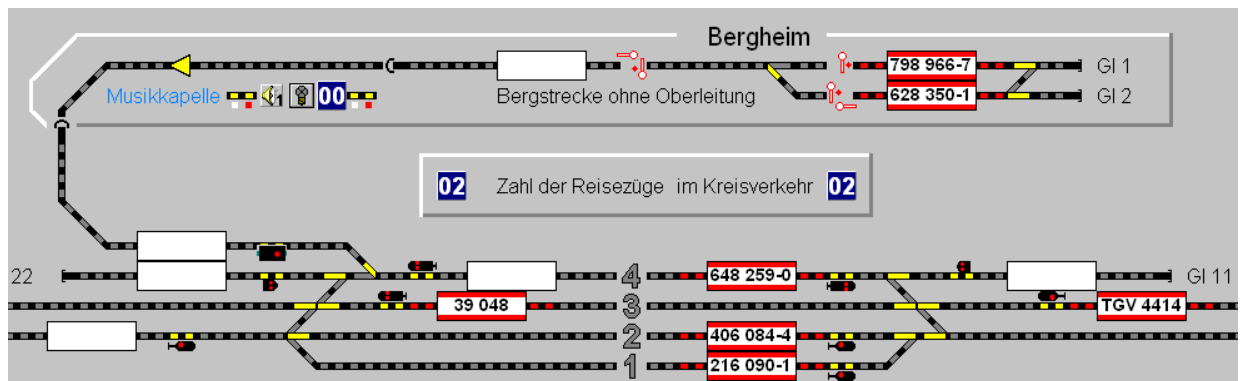 Bergheim
798 966-7 Gl 1
Musikkapelle 1 00 Bergstrecke ohne Oberleitung 628 350-1 Gl 2
02 Zahl der Reisezüge im Kreisverkehr 02
22 4 648 259-0 Gl 11
39 048 3 TGV 4414
2 406 084-4
1 216 090-1